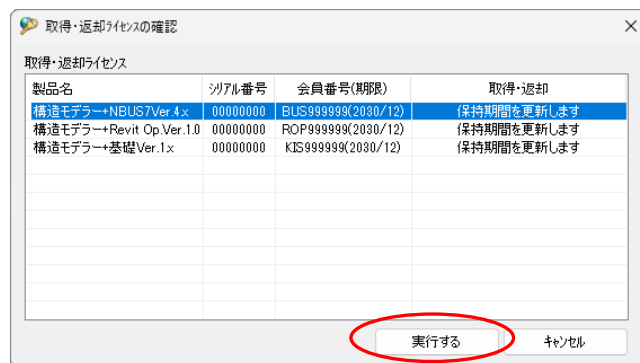 取得・返却ライセンスの確認
取得・返却ライセンス
製品名 シリアル番号 会員番号(期限) 取得・返却
構造モデラー+NBUS7Ver.4.x 00000000 BUS999999(2030/12) 保持期間を更新します
構造モデラー+Revit Op.Ver.1.0 00000000 ROP999999(2030/12) 保持期間を更新します
構造モデラー+基礎Ver.1.x 00000000 KIS999999(2030/12) 保持期間を更新します
実行する キャンセル